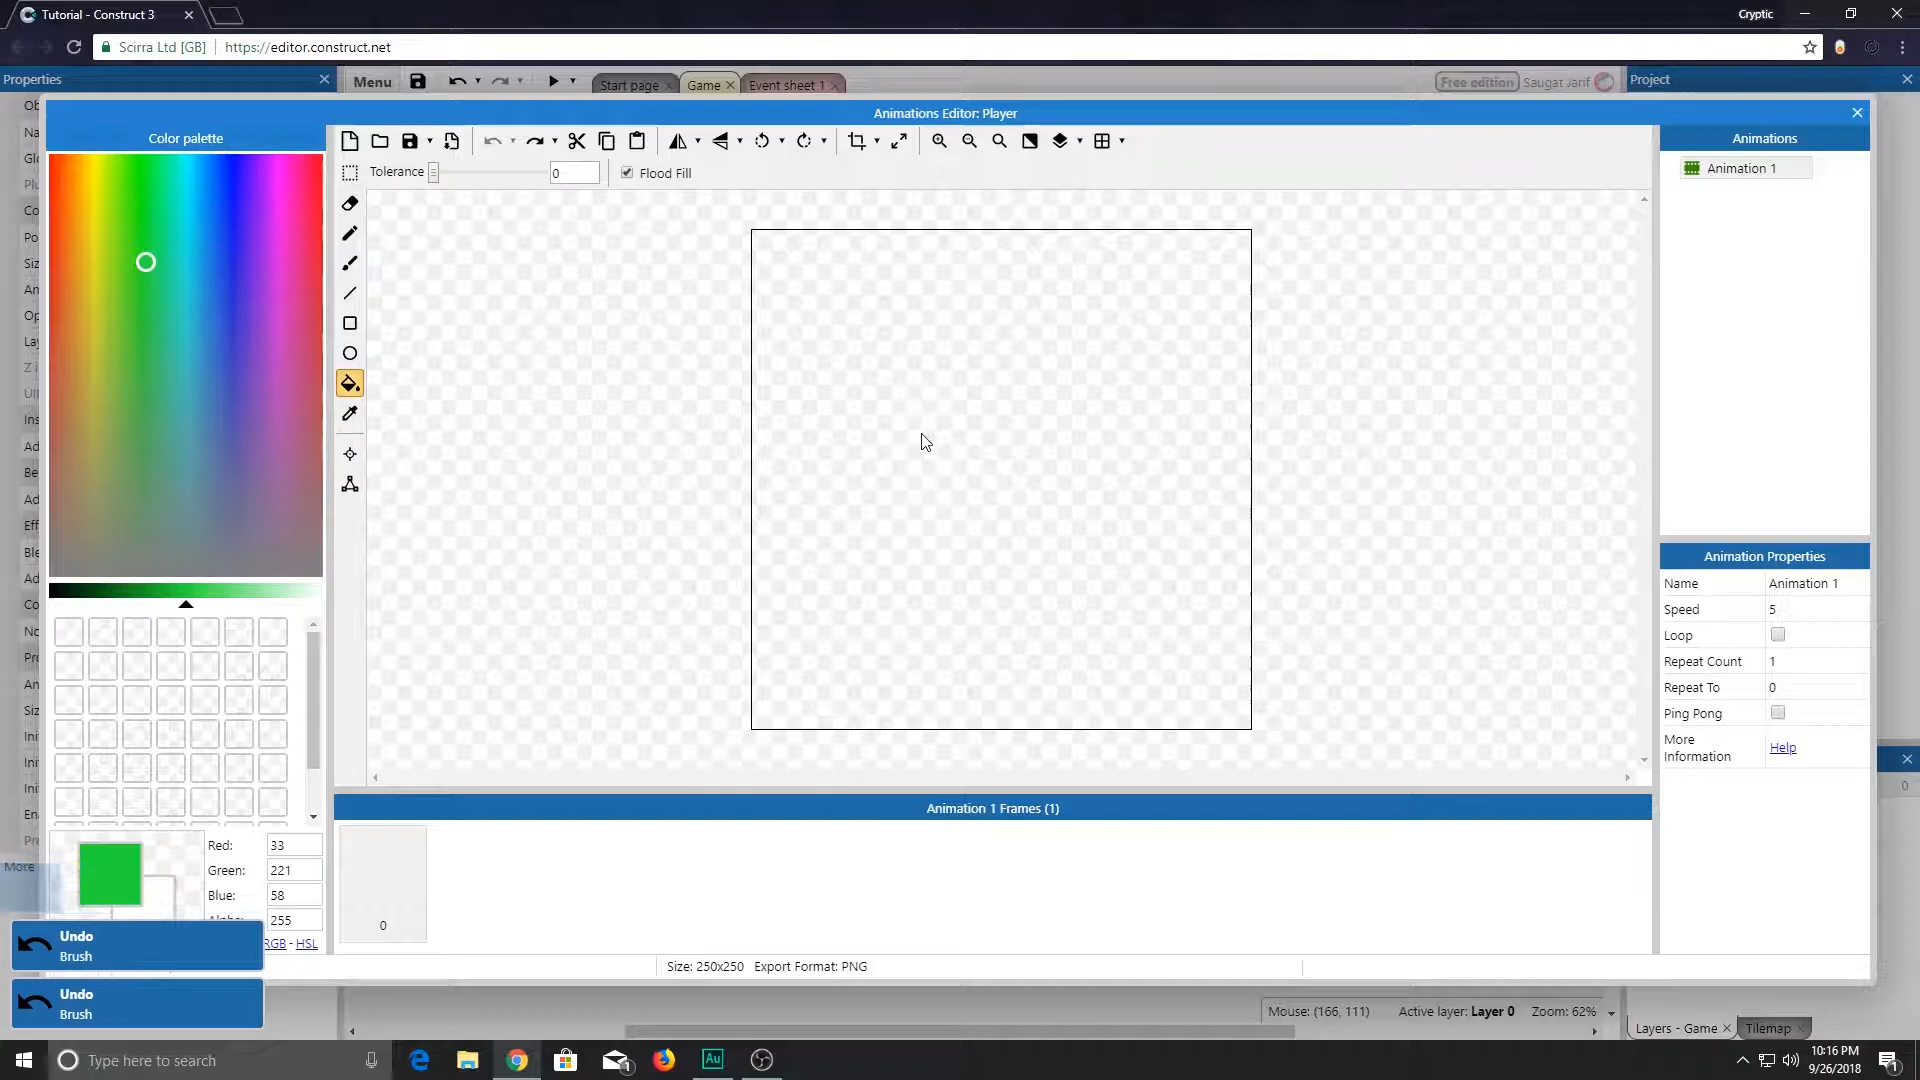 Tutorial - Construct 3
Cryptic
Scirra Ltd [GB]
https://editor.construct.net
Properties
Menu
Start page
Game
Event sheet 1
Free edition
Saugat Jarif
Project
Animations Editor: Player
Color palette
Animations
Tolerance
0
Flood Fill
Animation 1
Animation Properties
Name
Animation 1
Speed
5
Loop
Repeat Count
1
Repeat To
0
Ping Pong
More Information
Help
Animation 1 Frames (1)
0
Red:
33
Green:
221
Blue:
58
255
RGB - HSL
More
Undo
Brush
Undo
Brush
Size: 250x250
Export Format: PNG
Mouse: (166, 111)
Active layer: Layer 0
Zoom: 62%
Layers - Game
Tilemap
Type here to search
Au
10:16 PM
9/26/2018